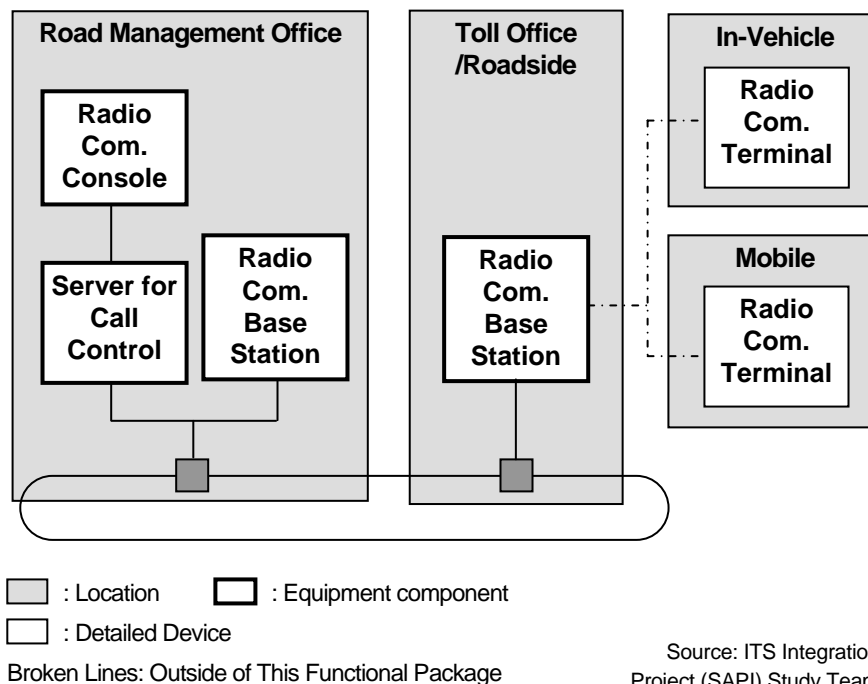 Road Management Office
Radio
Com.
Console
Server for
Call
Control
Radio
Com.
Base
Station
Toll Office
/Roadside
Radio
Com.
Base
Station
In-Vehicle
Radio
Com.
Terminal
Mobile
Radio
Com.
Terminal
: Location
: Equipment component
: Detailed Device
Broken Lines: Outside of This Functional Package
Source: ITS Integratio
Project (SAPI) Study Tea